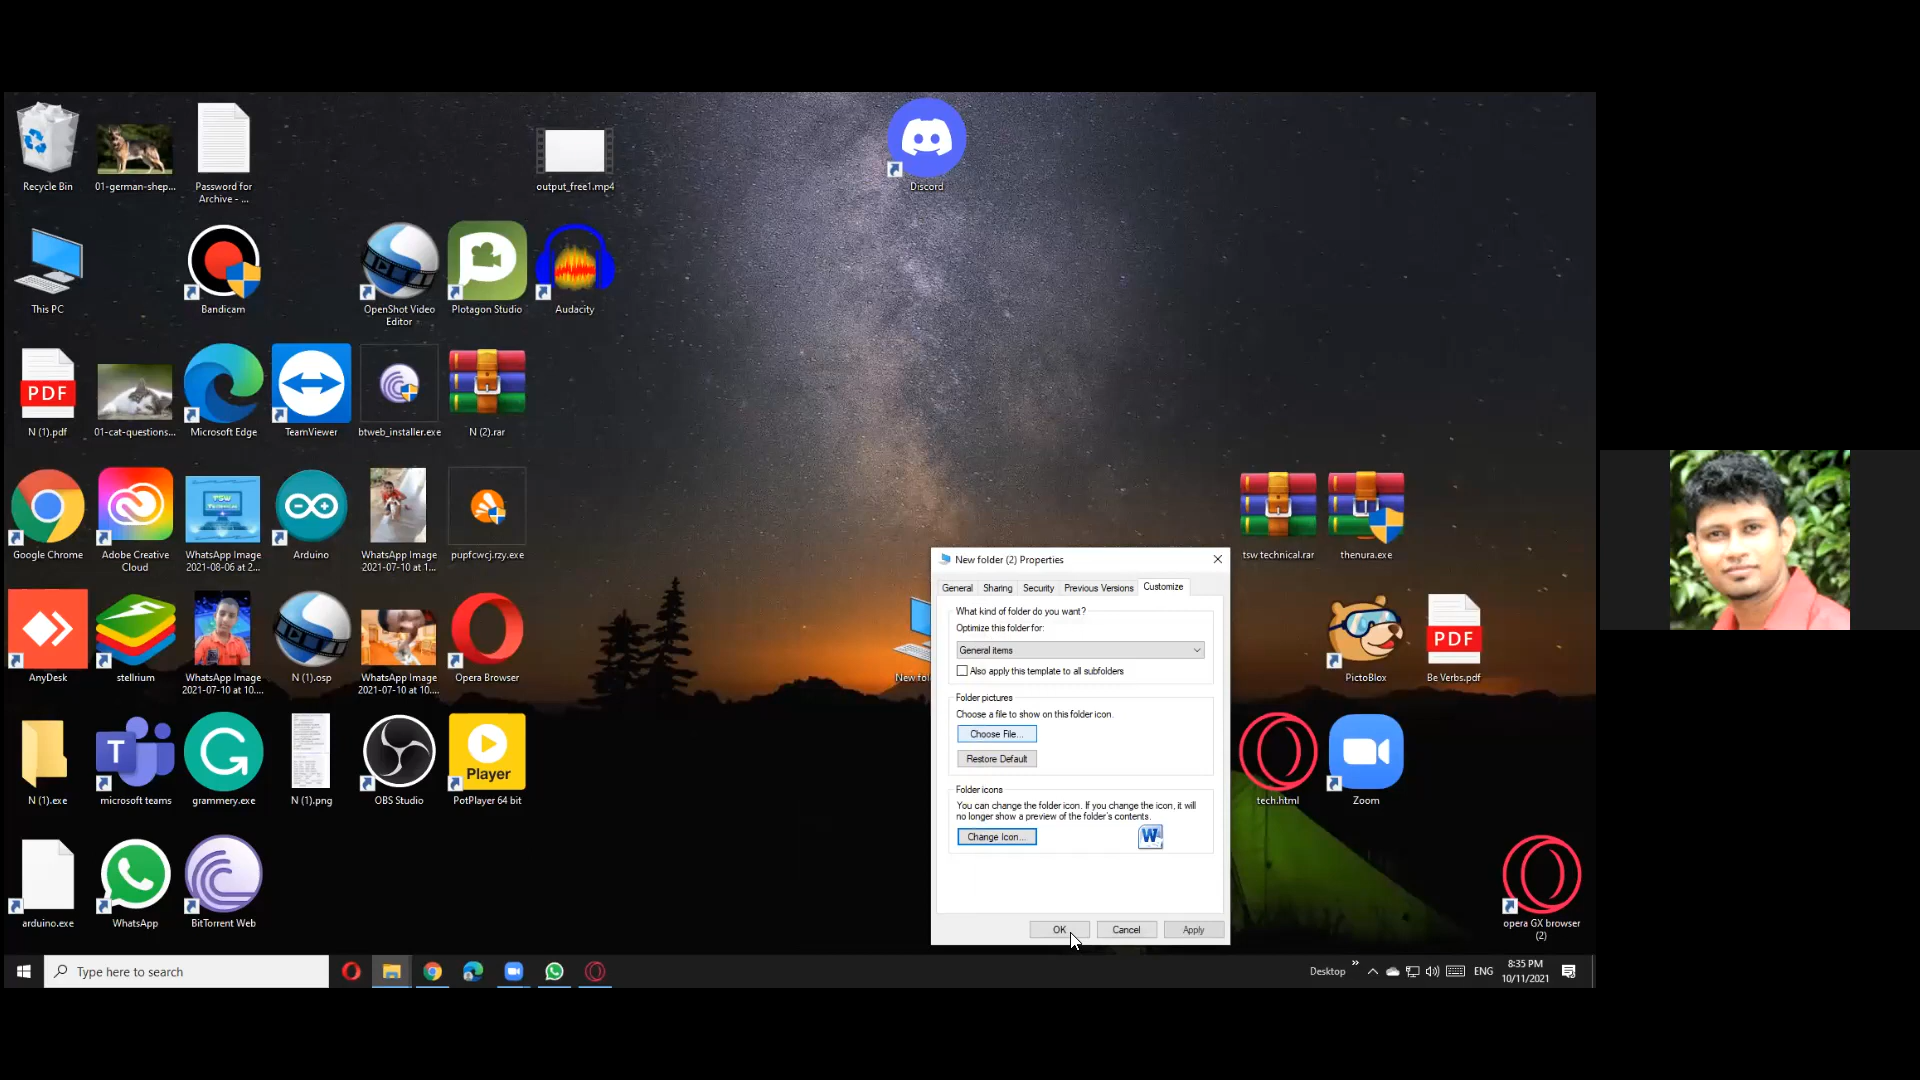 Recycle Bin
01-german-shep...
Password for
Archive - ...
output_free1.mp4
Discord
This PC
Bandicam
OpenShot Video
Editor
Plotagon Studio
Audacity
PDF
N (1).pdf
01-cat-questions...
Microsoft Edge
TeamViewer
btweb_installer.exe
N (2).rar
Google Chrome
Adobe Creative
Cloud
TSW
WhatsApp Image
2021-08-06 at 2...
Arduino
WhatsApp Image
2021-07-10 at 1...
pupfcwcj.rzy.exe
tsw technical.rar
thenura.exe
AnyDesk
stellrium
WhatsApp Image
2021-07-10 at 10....
N (1).osp
WhatsApp Image
2021-07-10 at 10....
Opera Browser
New fol
PictoBlox
PDF
Be Verbs.pdf
N (1).exe
T
microsoft teams
G
grammery.exe
N (1).png
OBS Studio
Player
PotPlayer 64 bit
tech.html
Zoom
arduino.exe
WhatsApp
BitTorrent Web
opera GX browser
(2)
New folder (2) Properties
General Sharing Security Previous Versions Customize
What kind of folder do you want?
Optimize this folder for:
General items
Also apply this template to all subfolders
Folder pictures
Choose a file to show on this folder icon.
Choose File...
Restore Default
Folder icons
You can change the folder icon. If you change the icon, it will
no longer show a preview of the folder's contents.
Change Icon...
W
OK Cancel Apply
Type here to search
Desktop
ENG
8:35 PM
10/11/2021